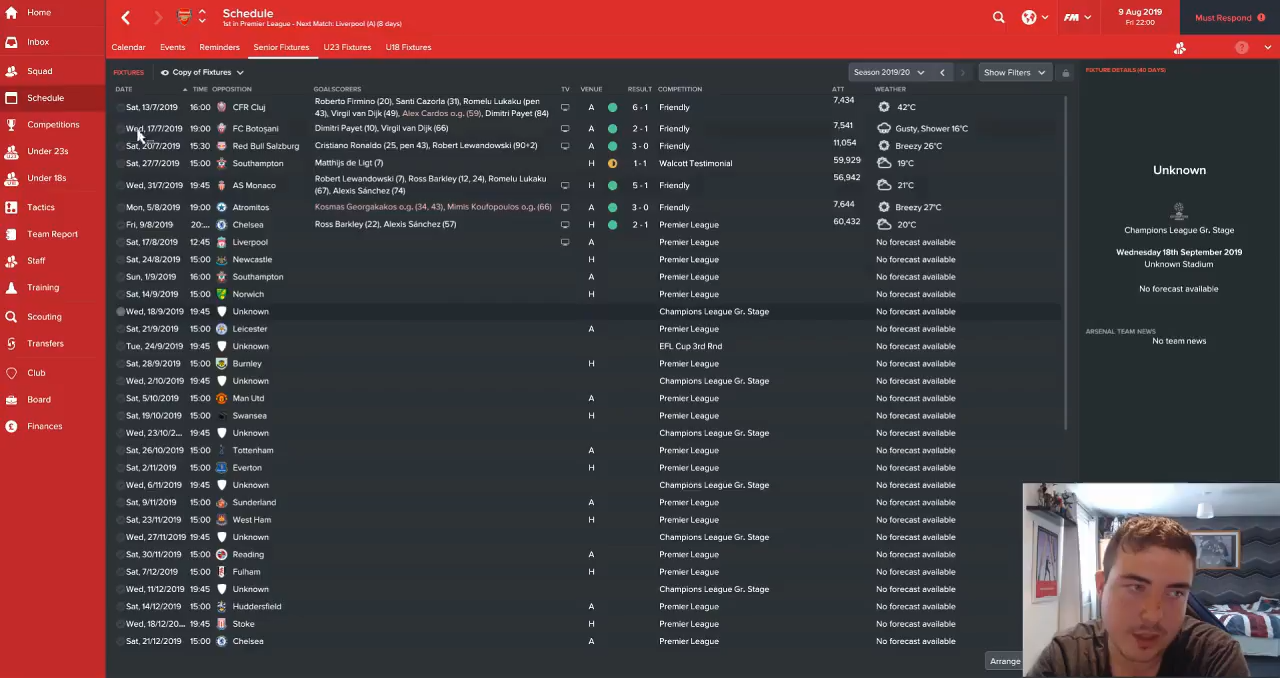 Home
Inbox
Squad
Schedule
Competitions
Under 23s
Under 18s
Tactics
Team Report
Staff
Training
Scouting
Transfers
Club
Board
Finances
Schedule
1st in Premier League - Next Match: Liverpool (A) (8 days)
FM
9 Aug 2019
Fri 22:00
Must Respond
Calendar Events Reminders Senior Fixtures U23 Fixtures U18 Fixtures
FIXTURES Copy of Fixtures Season 2019/20 Show Filters
DATE TIME OPPOSITION GOALSCORERS TV VENUE RESULT COMPETITION ATT WEATHER
Sat, 13/7/2019 16:00 CFR Cluj Roberto Firmino (20), Santi Cazorla (31), Romelu Lukaku (pen 43), Virgil van Dijk (49), Alex Cardos o.g. (59), Dimitri Payet (84) A 6 - 1 Friendly 7,434 42°C
Wed, 17/7/2019 19:00 FC Botoşani Dimitri Payet (10), Virgil van Dijk (66) A 2 - 1 Friendly 7,541 Gusty, Shower 16°C
Sat, 20/7/2019 15:30 Red Bull Salzburg Cristiano Ronaldo (25, pen 43), Robert Lewandowski (90+2) A 3 - 0 Friendly 11,054 Breezy 26°C
Sat, 27/7/2019 15:00 Southampton Matthijs de Ligt (7) H 1 - 1 Walcott Testimonial 59,929 19°C
Wed, 31/7/2019 19:45 AS Monaco Robert Lewandowski (7), Ross Barkley (12, 24), Romelu Lukaku (67), Alexis Sánchez (74) H 5 - 1 Friendly 56,942 21°C
Mon, 5/8/2019 19:00 Atromitos Kosmas Georgakakos o.g. (34, 43), Mimis Koufopoulos o.g. (66) A 3 - 0 Friendly 7,644 Breezy 27°C
Fri, 9/8/2019 20:... Chelsea Ross Barkley (22), Alexis Sánchez (57) H 2 - 1 Premier League 60,432 20°C
Sat, 17/8/2019 12:45 Liverpool A Premier League No forecast available
Sat, 24/8/2019 15:00 Newcastle H Premier League No forecast available
Sun, 1/9/2019 16:00 Southampton A Premier League No forecast available
Sat, 14/9/2019 15:00 Norwich H Premier League No forecast available
Wed, 18/9/2019 19:45 Unknown Champions League Gr. Stage No forecast available
Sat, 21/9/2019 15:00 Leicester A Premier League No forecast available
Tue, 24/9/2019 19:45 Unknown EFL Cup 3rd Rnd No forecast available
Sat, 28/9/2019 15:00 Burnley H Premier League No forecast available
Wed, 2/10/2019 19:45 Unknown Champions League Gr. Stage No forecast available
Sat, 5/10/2019 15:00 Man Utd A Premier League No forecast available
Sat, 19/10/2019 15:00 Swansea H Premier League No forecast available
Wed, 23/10/2... 19:45 Unknown Champions League Gr. Stage No forecast available
Sat, 26/10/2019 15:00 Tottenham A Premier League No forecast available
Sat, 2/11/2019 15:00 Everton H Premier League No forecast available
Wed, 6/11/2019 19:45 Unknown Champions League Gr. Stage No forecast available
Sat, 9/11/2019 15:00 Sunderland A Premier League No forecast available
Sat, 23/11/2019 15:00 West Ham H Premier League No forecast available
Wed, 27/11/2019 19:45 Unknown Champions League Gr. Stage No forecast available
Sat, 30/11/2019 15:00 Reading A Premier League No forecast available
Sat, 7/12/2019 15:00 Fulham H Premier League No forecast available
Wed, 11/12/2019 19:45 Unknown Champions League Gr. Stage No forecast available
Sat, 14/12/2019 15:00 Huddersfield A Premier League No forecast available
Wed, 18/12/20... 15:00 Stoke H Premier League No forecast available
Sat, 21/12/2019 15:00 Chelsea A Premier League No forecast available
Arrange
FIXTURE DETAILS (40 DAYS)
Unknown
Champions League Gr. Stage
Wednesday 18th September 2019
Unknown Stadium
No forecast available
ARSENAL TEAM NEWS
No team news